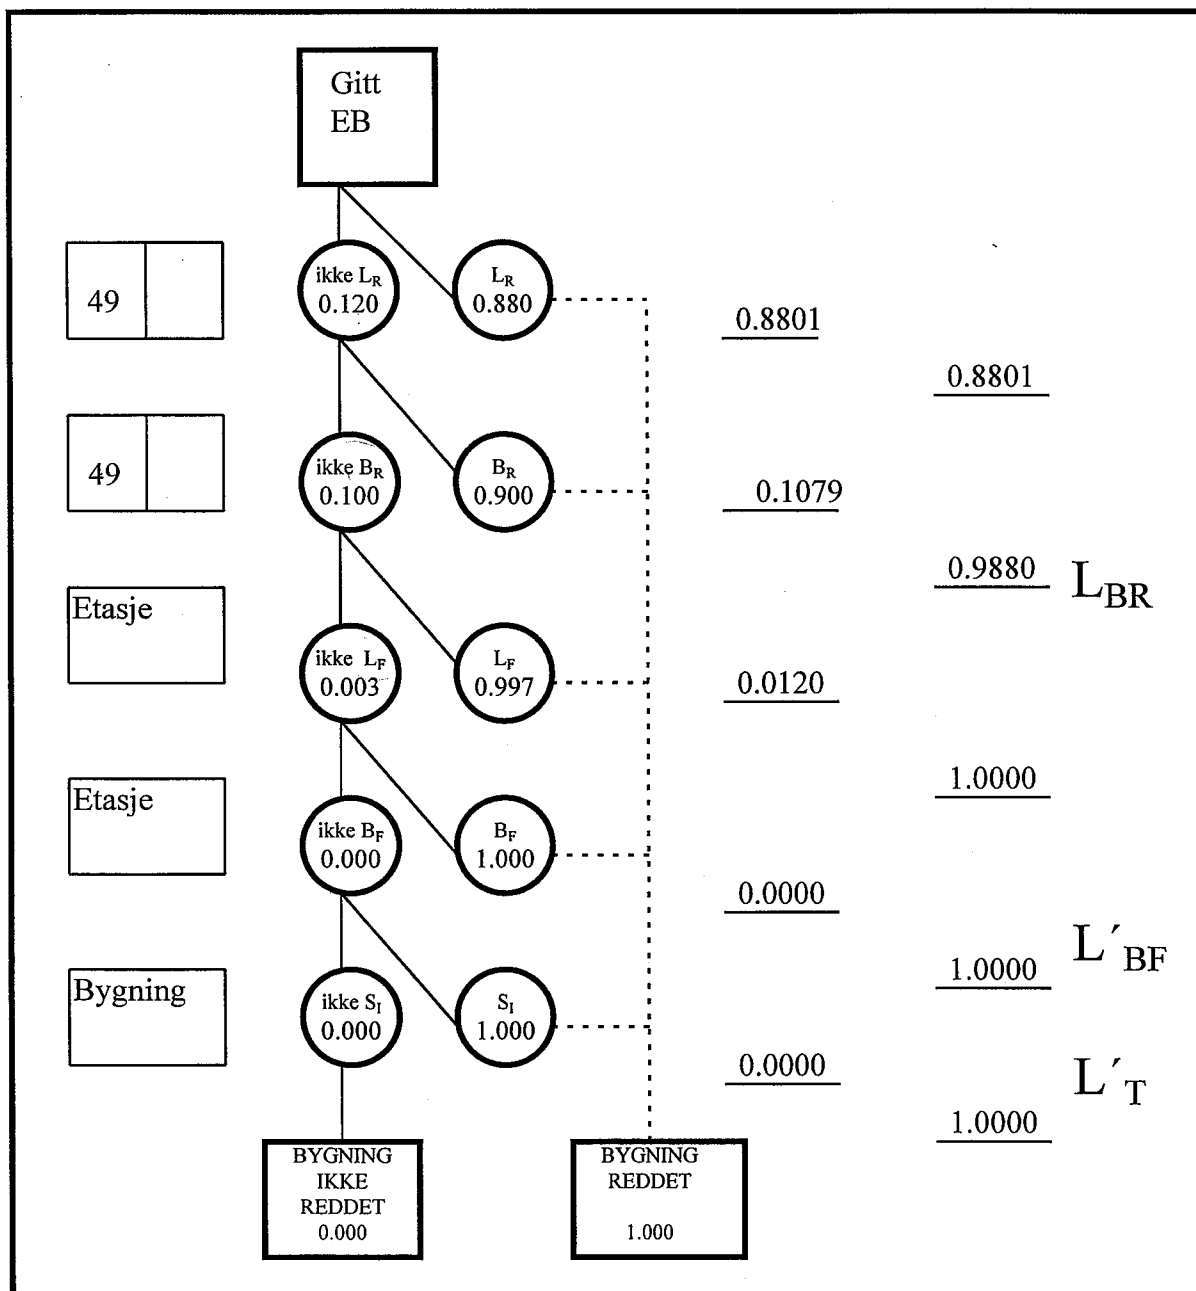 Gitt
EB
49
ikke L_R
0.120
L_R
0.880
0.8801
0.8801
49
ikke B_R
0.100
B_R
0.900
0.1079
0.9880
L_BR
Etasje
ikke L_F
0.003
L_F
0.997
0.0120
1.0000
Etasje
ikke B_F
0.000
B_F
1.000
0.0000
1.0000
L´_BF
Bygning
ikke S_I
0.000
S_I
1.000
0.0000
L´_T
1.0000
BYGNING
IKKE
REDDET
0.000
BYGNING
REDDET
1.000